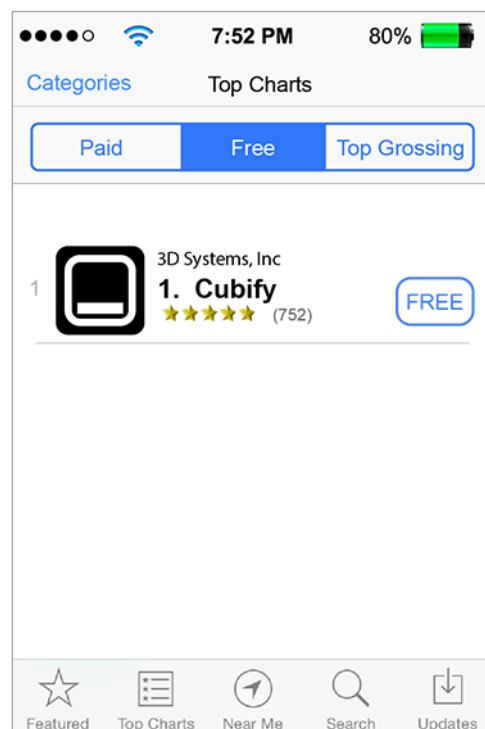 7:52 PM 80%
Categories Top Charts
Paid Free Top Grossing
3D Systems, Inc
1 1. Cubify FREE
(752)
Featured Top Charts Near Me Search Updates